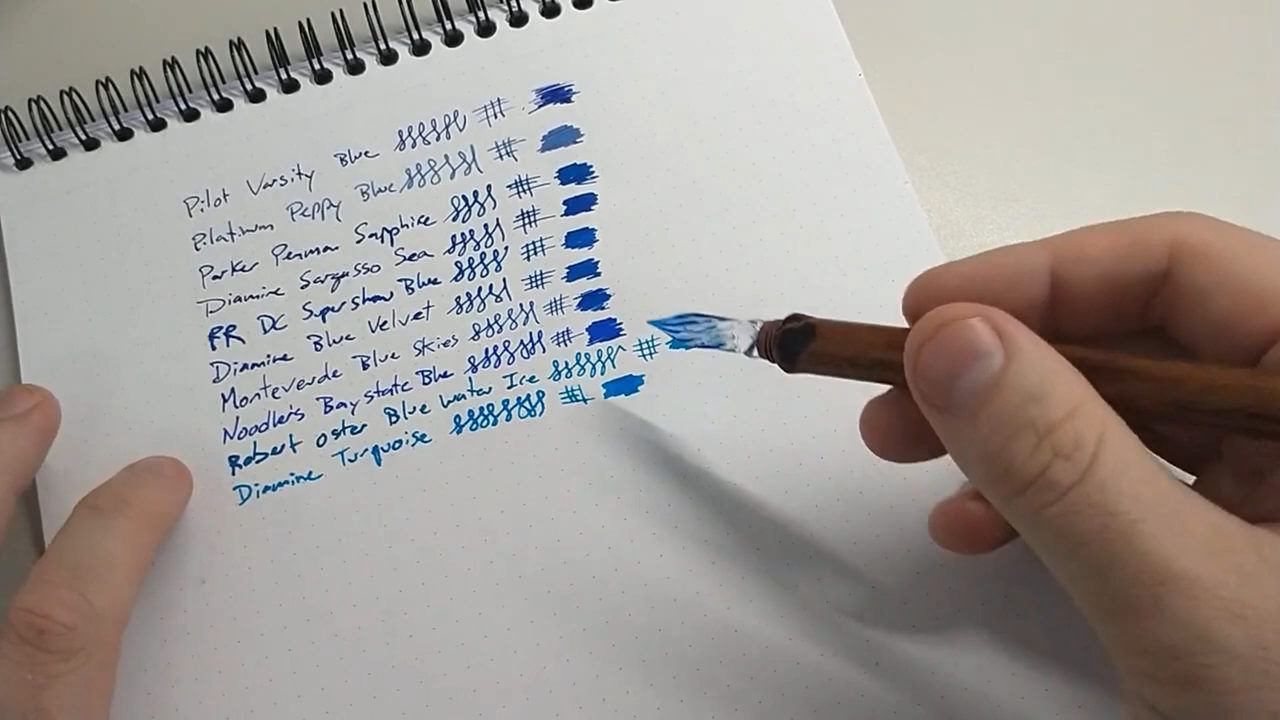 Pilot Varsity Blue
Platinum Peppy Blue
Parker Penman Sapphire
Diamine Sargasso Sea
FR DC Supershow Blue
Diamine Blue Velvet
Monteverde Blue Skies
Noodler's Baystate Blue
Robert Oster Blue Water Ice
Diamine Turquoise